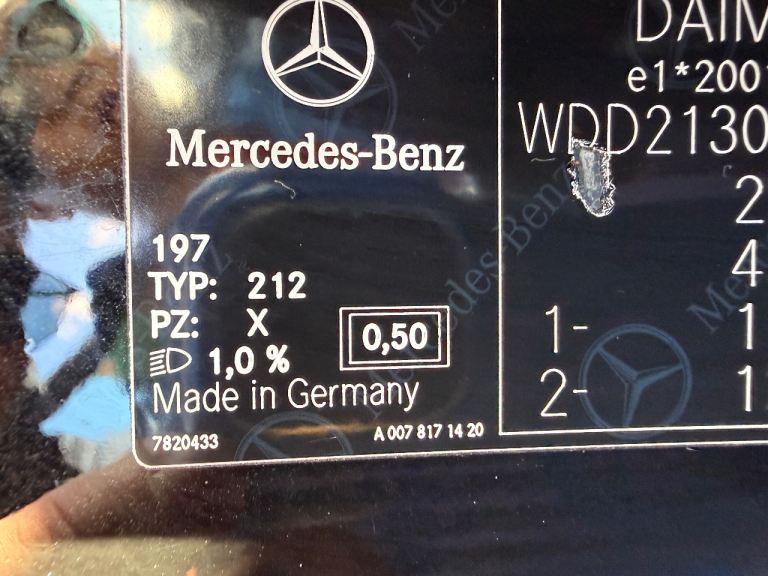 Mercedes-Benz
197
TYP: 212
PZ: X
1,0 %
0,50
Made in Germany
7820433
A 007 817 14 20
DAIM
e1*2001
WDD2130
2
4
1- 1
2- 1